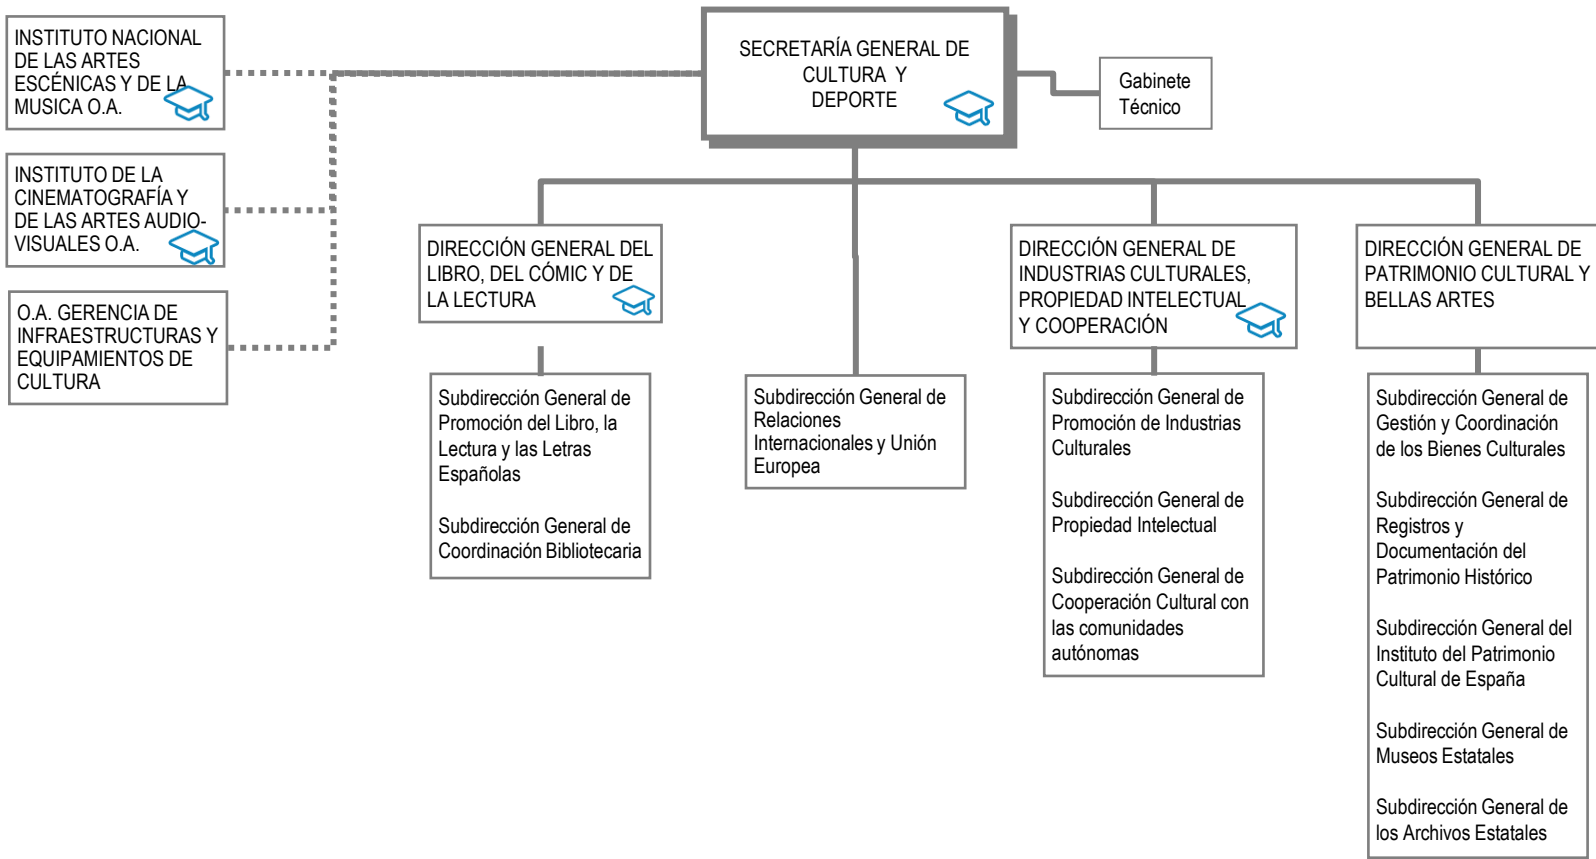 INSTITUTO NACIONAL
DE LAS ARTES
ESCÉNICAS Y DE LA
MUSICA O.A.
SECRETARÍA GENERAL DE
CULTURA Y
DEPORTE
Gabinete
Técnico
INSTITUTO DE LA
CINEMATOGRAFÍA Y
DE LAS ARTES AUDIO-
VISUALES O.A.
O.A. GERENCIA DE
INFRAESTRUCTURAS Y
EQUIPAMIENTOS DE
CULTURA
DIRECCIÓN GENERAL DEL
LIBRO, DEL CÓMIC Y DE
LA LECTURA
DIRECCIÓN GENERAL DE
INDUSTRIAS CULTURALES,
PROPIEDAD INTELECTUAL
Y COOPERACIÓN
DIRECCIÓN GENERAL DE
PATRIMONIO CULTURAL Y
BELLAS ARTES
Subdirección General de
Promoción del Libro, la
Lectura y las Letras
Españolas
Subdirección General de
Coordinación Bibliotecaria
Subdirección General de
Relaciones
Internacionales y Unión
Europea
Subdirección General de
Promoción de Industrias
Culturales
Subdirección General de
Propiedad Intelectual
Subdirección General de
Cooperación Cultural con
las comunidades
autónomas
Subdirección General de
Gestión y Coordinación
de los Bienes Culturales
Subdirección General de
Registros y
Documentación del
Patrimonio Histórico
Subdirección General del
Instituto del Patrimonio
Cultural de España
Subdirección General de
Museos Estatales
Subdirección General de
los Archivos Estatales